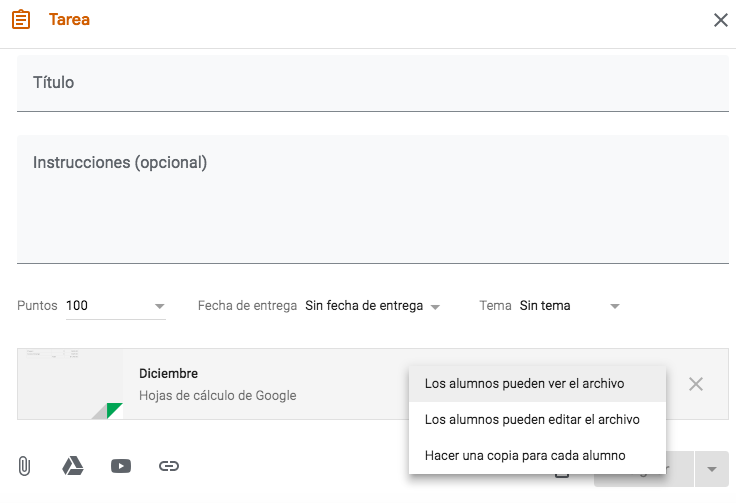 Tarea
Título
Instrucciones (opcional)
Puntos 100 Fecha de entrega Sin fecha de entrega Tema Sin tema
Diciembre
Hojas de cálculo de Google
Los alumnos pueden ver el archivo
Los alumnos pueden editar el archivo
Hacer una copia para cada alumno